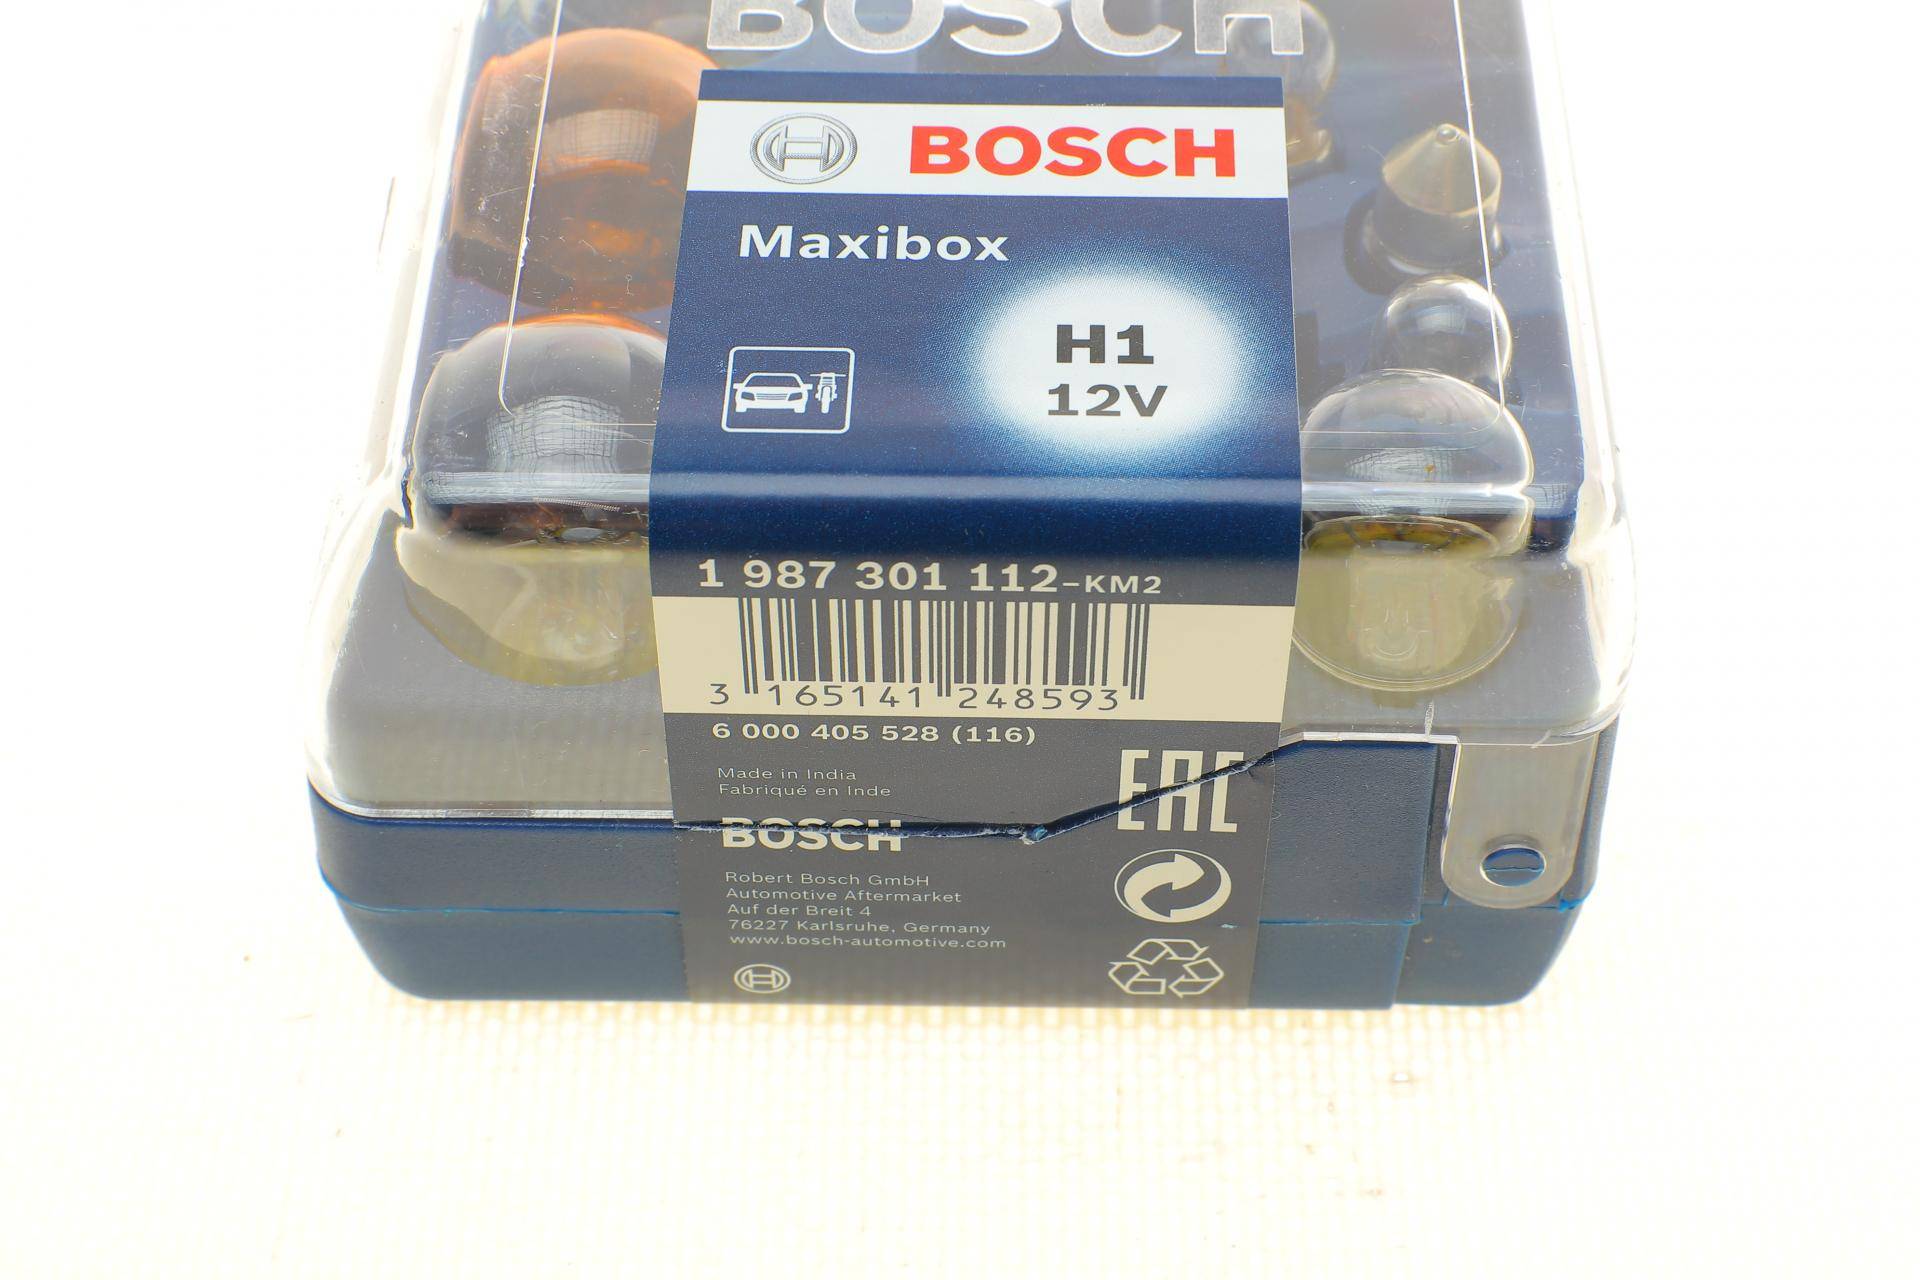 BOSCH
BOSCH
Maxibox
H1
12V
1 987 301 112-KM2
3 165141 248593
6 000 405 528 (116)
Made in India
Fabriqué en Inde
EAC
BOSCH
Robert Bosch GmbH
Automotive Aftermarket
Auf der Breit 4
76227 Karlsruhe, Germany
www.bosch-automotive.com